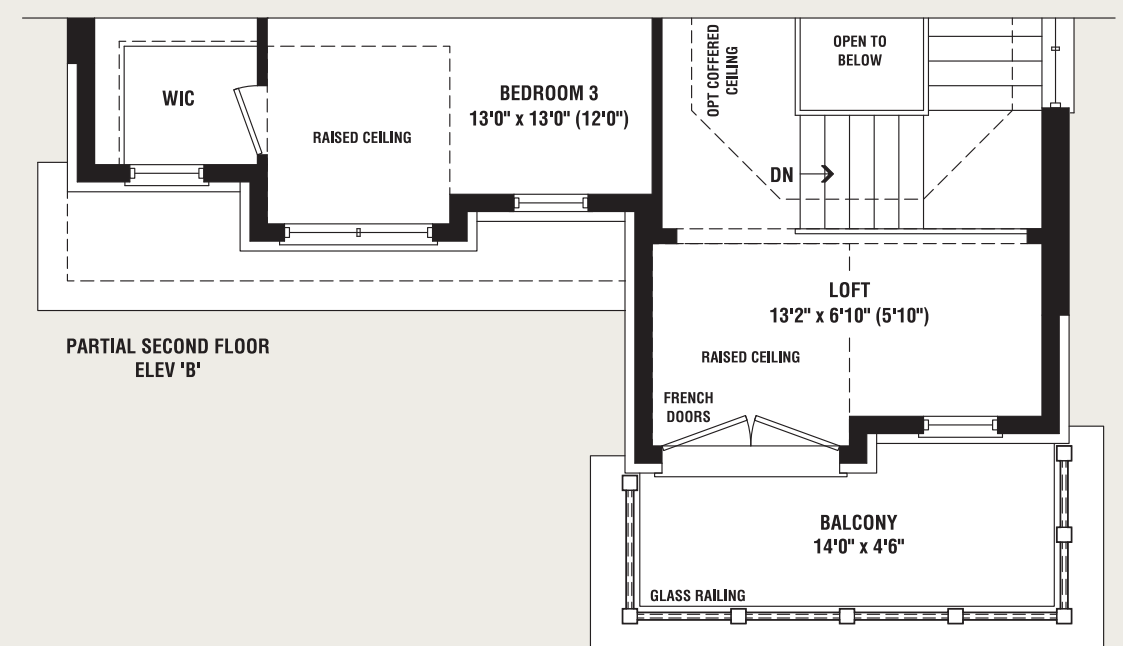 WIC
RAISED CEILING
BEDROOM 3
13'0" x 13'0" (12'0")
OPT COFFERED
CEILING
OPEN TO
BELOW
DN
LOFT
13'2" x 6'10" (5'10")
RAISED CEILING
FRENCH
DOORS
PARTIAL SECOND FLOOR
ELEV 'B'
BALCONY
14'0" x 4'6"
GLASS RAILING